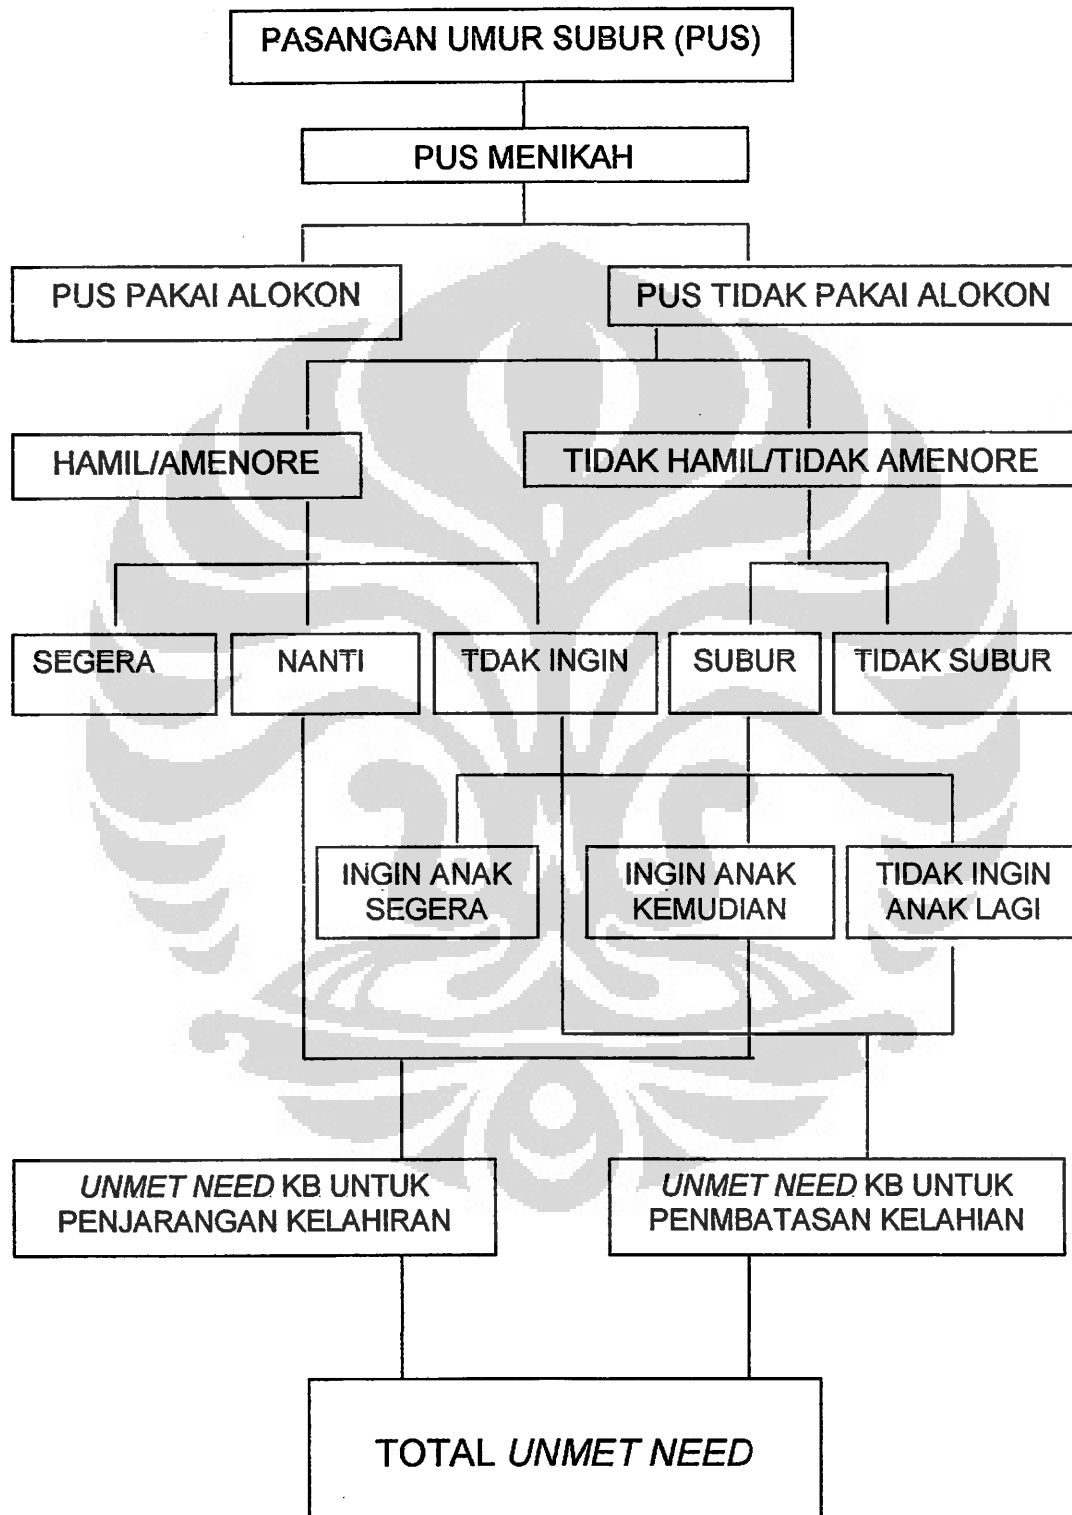 PASANGAN UMUR SUBUR (PUS)
PUS MENIKAH
PUS PAKAI ALOKON
PUS TIDAK PAKAI ALOKON
HAMIL/AMENORE
TIDAK HAMIL/TIDAK AMENORE
SEGERA
NANTI
TDAK INGIN
SUBUR
TIDAK SUBUR
INGIN ANAK
SEGERA
INGIN ANAK
KEMUDIAN
TIDAK INGIN
ANAK LAGI
UNMET NEED KB UNTUK
PENJARANGAN KELAHIRAN
UNMET NEED KB UNTUK
PENMBATASAN KELAHIAN
TOTAL UNMET NEED